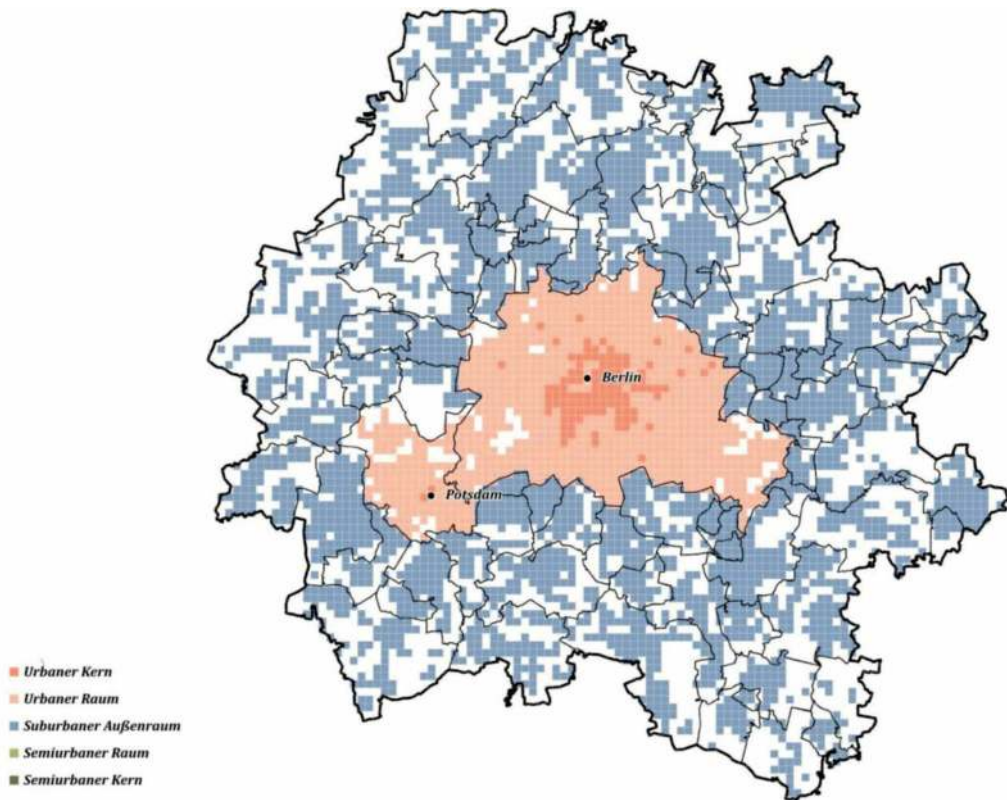 Berlin
Potsdam
Urbaner Kern
Urbaner Raum
Suburbaner Außenraum
Semiurbaner Raum
Semiurbaner Kern